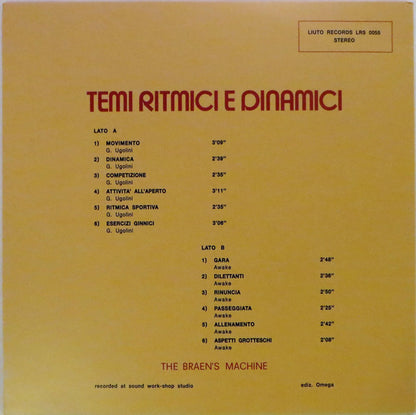 LIUTO RECORDS LRS 0055
STEREO
TEMI RITMICI E DINAMICI
LATO A
1) MOVIMENTO 3'09"
G. Ugolini
2) DINAMICA 2'39"
G. Ugolini
3) COMPETIZIONE 2'35"
G. Ugolini
4) ATTIVITA' ALL'APERTO 3'11"
G. Ugolini
5) RITMICA SPORTIVA 2'35"
G. Ugolini
6) ESERCIZI GINNICI 3'06"
G. Ugolini
LATO B
1) GARA 2'48"
Awake
2) DILETTANTI 2'36"
Awake
3) RINUNCIA 2'50"
Awake
4) PASSEGGIATA 2'25"
Awake
5) ALLENAMENTO 2'42"
Awake
6) ASPETTI GROTTESCHI 2'08"
Awake
THE BRAEN'S MACHINE
recorded at sound work-shop studio ediz. Omega